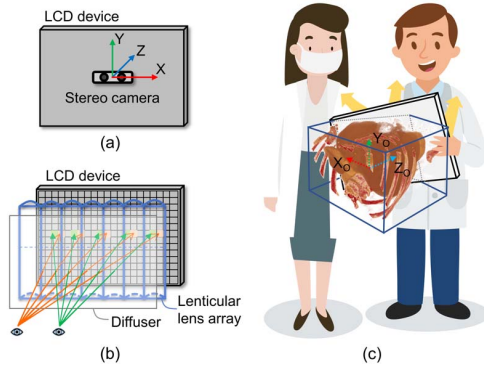 LCD device
Y
Z
X
Stereo camera
(a)
LCD device
Lenticular
lens array
Diffuser
(b)
Y_O
X_O
Z_O
(c)